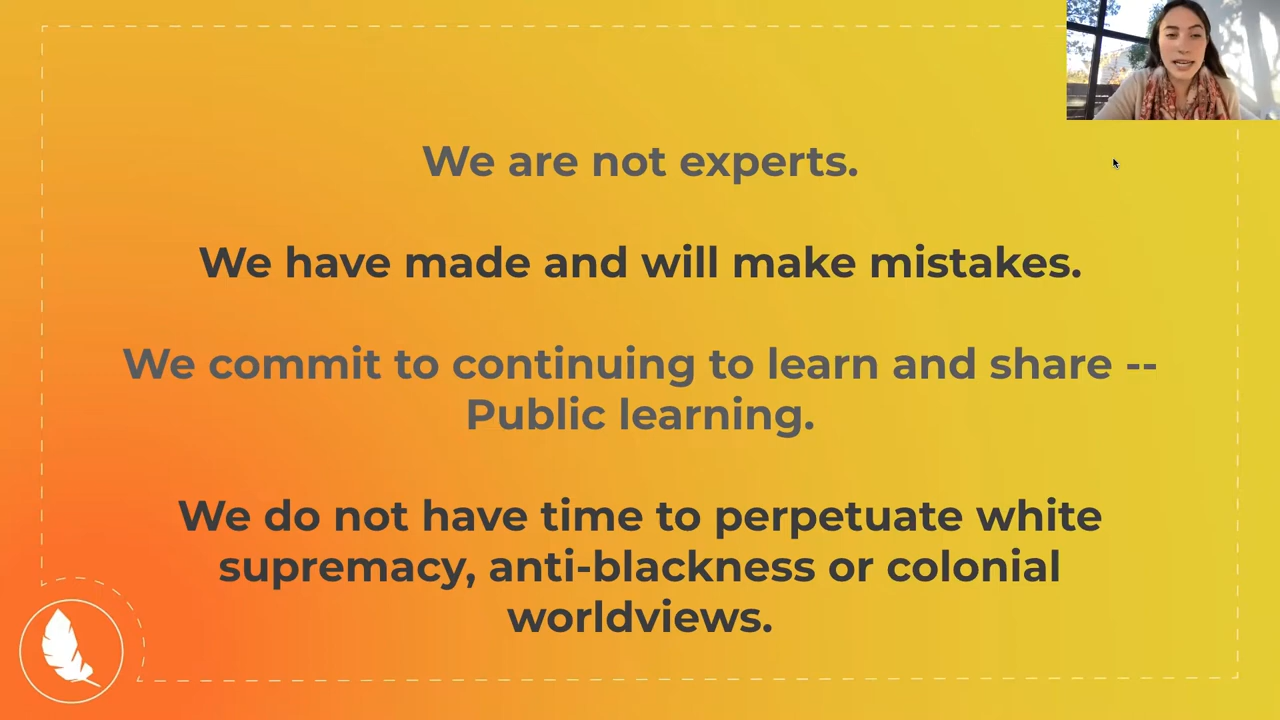 We are not experts.
We have made and will make mistakes.
We commit to continuing to learn and share --
Public learning.
We do not have time to perpetuate white
supremacy, anti-blackness or colonial
worldviews.